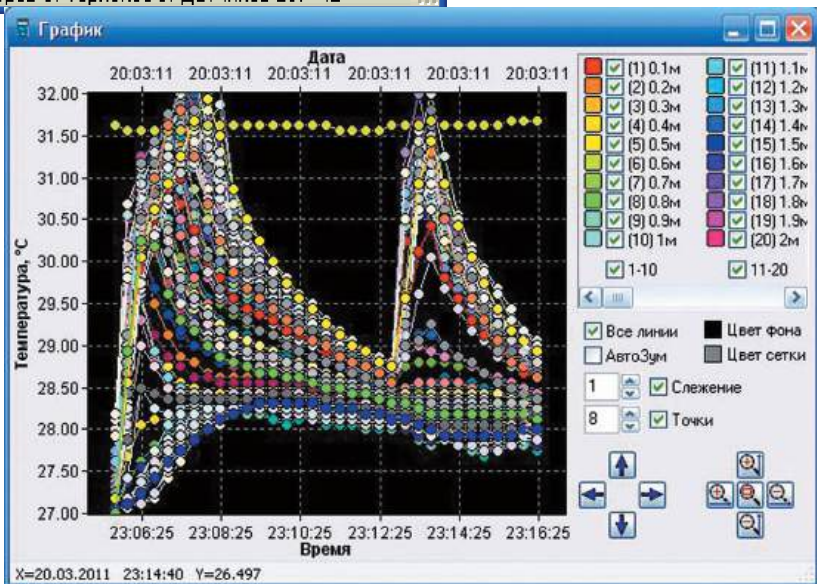 График
Дата
20:03:11 20:03:11 20:03:11 20:03:11 20:03:11 20:03:11
32.00
31.50
31.00
30.50
30.00
29.50
29.00
28.50
28.00
27.50
27.00
Температура, °C
23:06:25 23:08:25 23:10:25 23:12:25 23:14:25 23:16:25
Время
(1) 0.1м (11) 1.1м
(2) 0.2м (12) 1.2м
(3) 0.3м (13) 1.3м
(4) 0.4м (14) 1.4м
(5) 0.5м (15) 1.5м
(6) 0.6м (16) 1.6м
(7) 0.7м (17) 1.7м
(8) 0.8м (18) 1.8м
(9) 0.9м (19) 1.9м
(10) 1м (20) 2м
1-10 11-20
Все линии Цвет фона
АвтоЗум Цвет сетки
1 Слежение
8 Точки
X=20.03.2011 23:14:40 Y=26.497